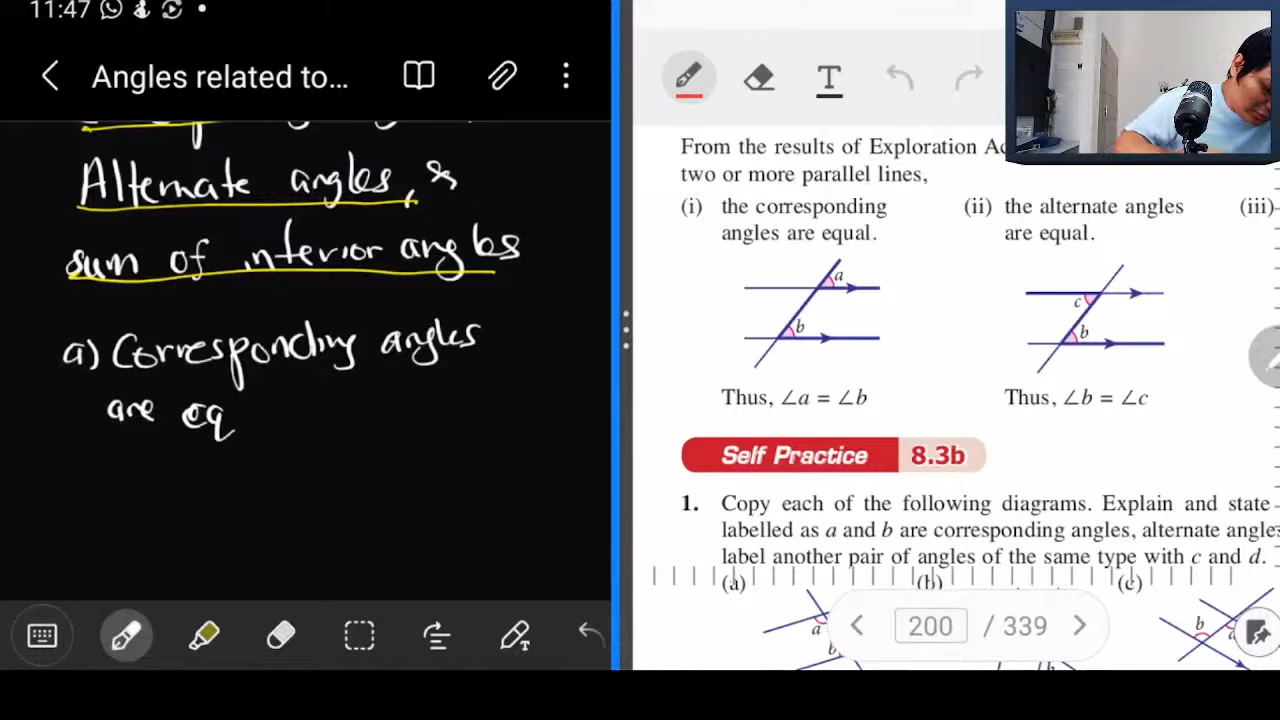 11:47
Angles related to...
Alternate angles, &
sum of interior angles
a) Corresponding angles
are eq
From the results of Exploration Ac
two or more parallel lines,
(i) the corresponding
angles are equal.
(ii) the alternate angles
are equal.
(iii)
a
b
c
b
Thus, ∠a = ∠b
Thus, ∠b = ∠c
Self Practice 8.3b
1. Copy each of the following diagrams. Explain and state
labelled as a and b are corresponding angles, alternate angles
label another pair of angles of the same type with c and d.
(a) (b) (c)
a
b
b
b
a
200 / 339
T